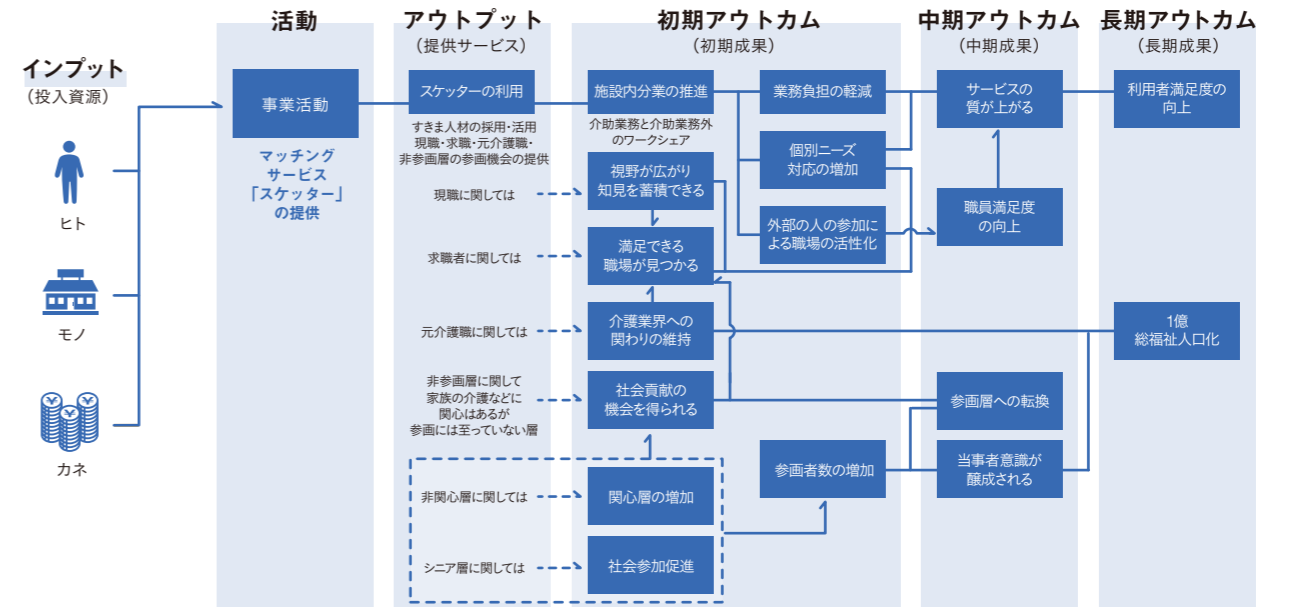 インプット
(投入資源)
ヒト
モノ
カネ
活動
事業活動
マッチング
サービス
「スケッター」
の提供
アウトプット
(提供サービス)
スケッターの利用
すきま人材の採用・活用
現職・求職・元介護職・
非参画層の参画機会の提供
現職に関しては
求職者に関しては
元介護職に関しては
非参画層に関して
家族の介護などに
関心はあるが
参画には至っていない層
非関心層に関しては
シニア層に関しては
初期アウトカム
(初期成果)
施設内分業の推進
介助業務と介助業務外
のワークシェア
視野が広がり
知見を蓄積できる
満足できる
職場が見つかる
介護業界への
関わりの維持
社会貢献の
機会を得られる
関心層の増加
社会参加促進
業務負担の軽減
個別ニーズ
対応の増加
外部の人の参加に
よる職場の活性化
参画者数の増加
中期アウトカム
(中期成果)
サービスの
質が上がる
職員満足度
の向上
参画層への転換
当事者意識が
醸成される
長期アウトカム
(長期成果)
利用者満足度の
向上
1億
総福祉人口化